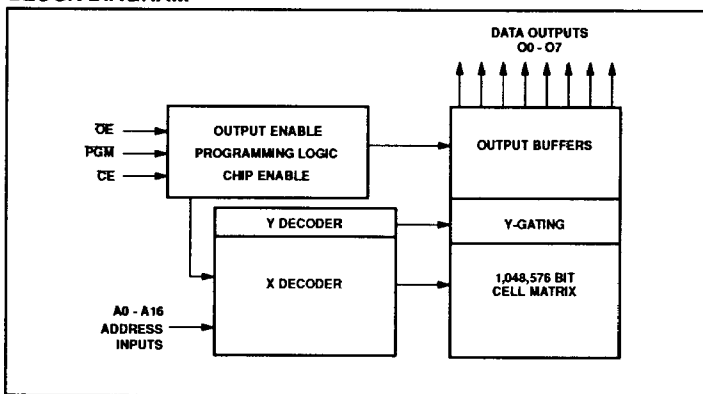 DATA OUTPUTS
O0 - O7
OE
PGM
CE
OUTPUT ENABLE
PROGRAMMING LOGIC
CHIP ENABLE
OUTPUT BUFFERS
Y DECODER
Y-GATING
X DECODER
1,048,576 BIT
CELL MATRIX
A0 - A16
ADDRESS
INPUTS